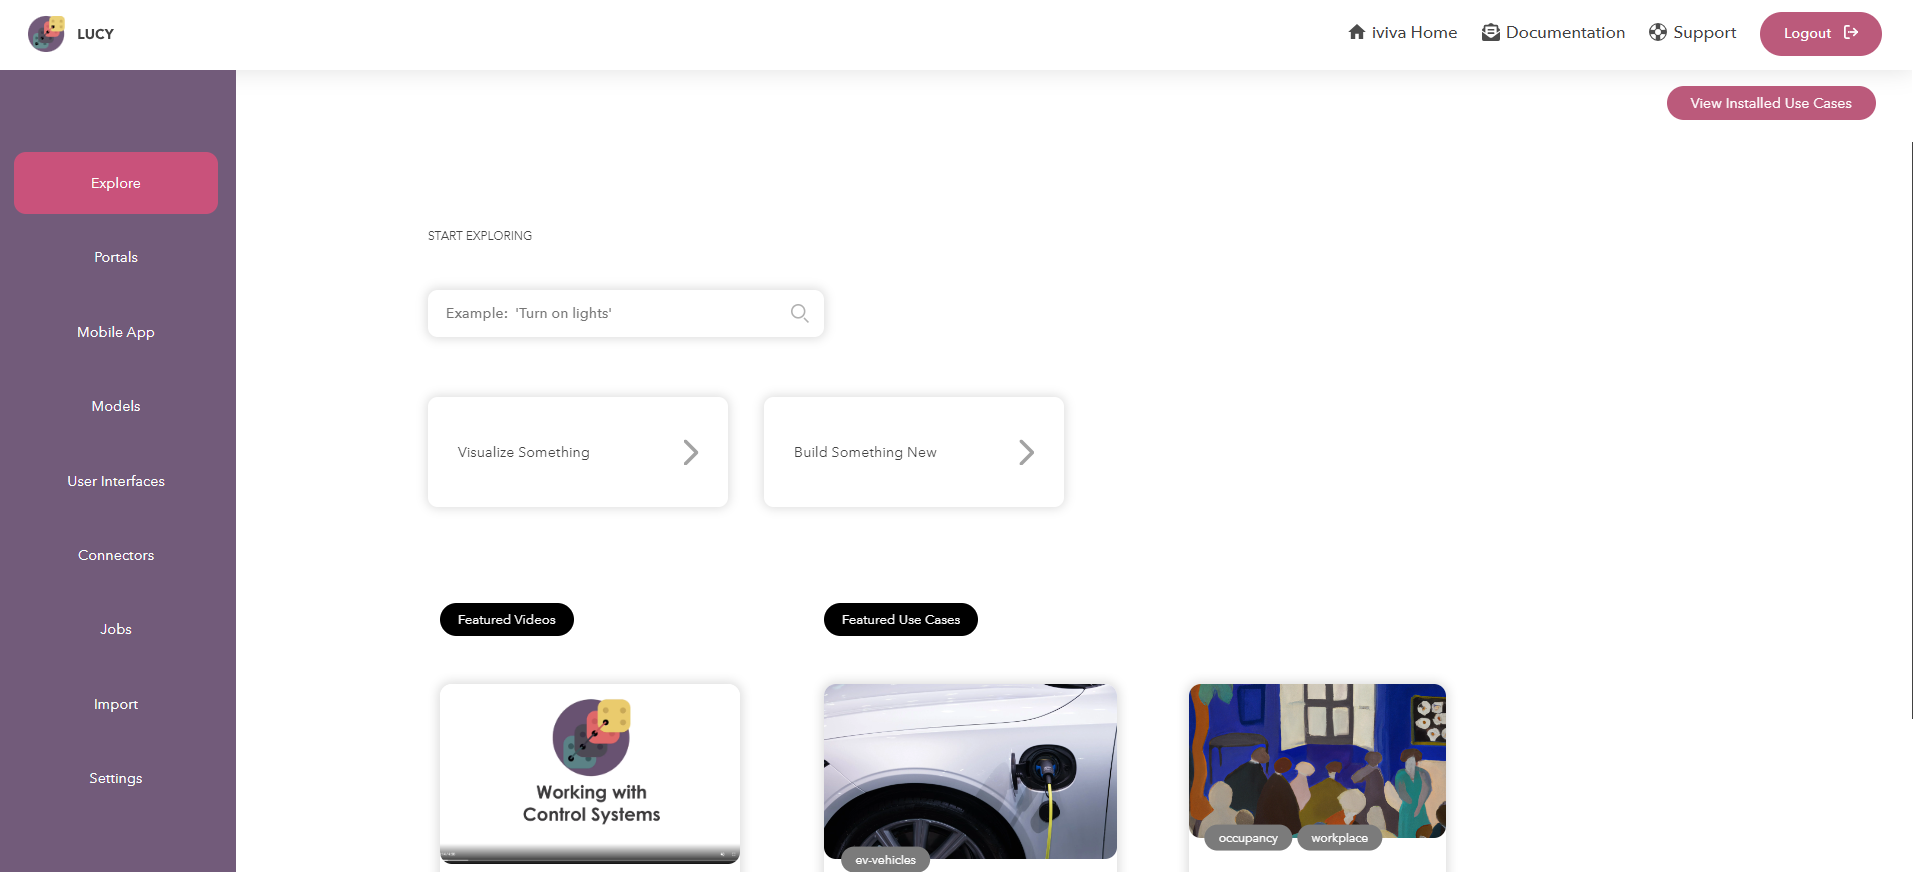 LUCY
iviva Home
Documentation
Support
Logout
View Installed Use Cases
Explore
Portals
Mobile App
Models
User Interfaces
Connectors
Jobs
Import
Settings
START EXPLORING
Example: 'Turn on lights'
Visualize Something
Build Something New
Featured Videos
Featured Use Cases
Working with
Control Systems
ev-vehicles
occupancy
workplace